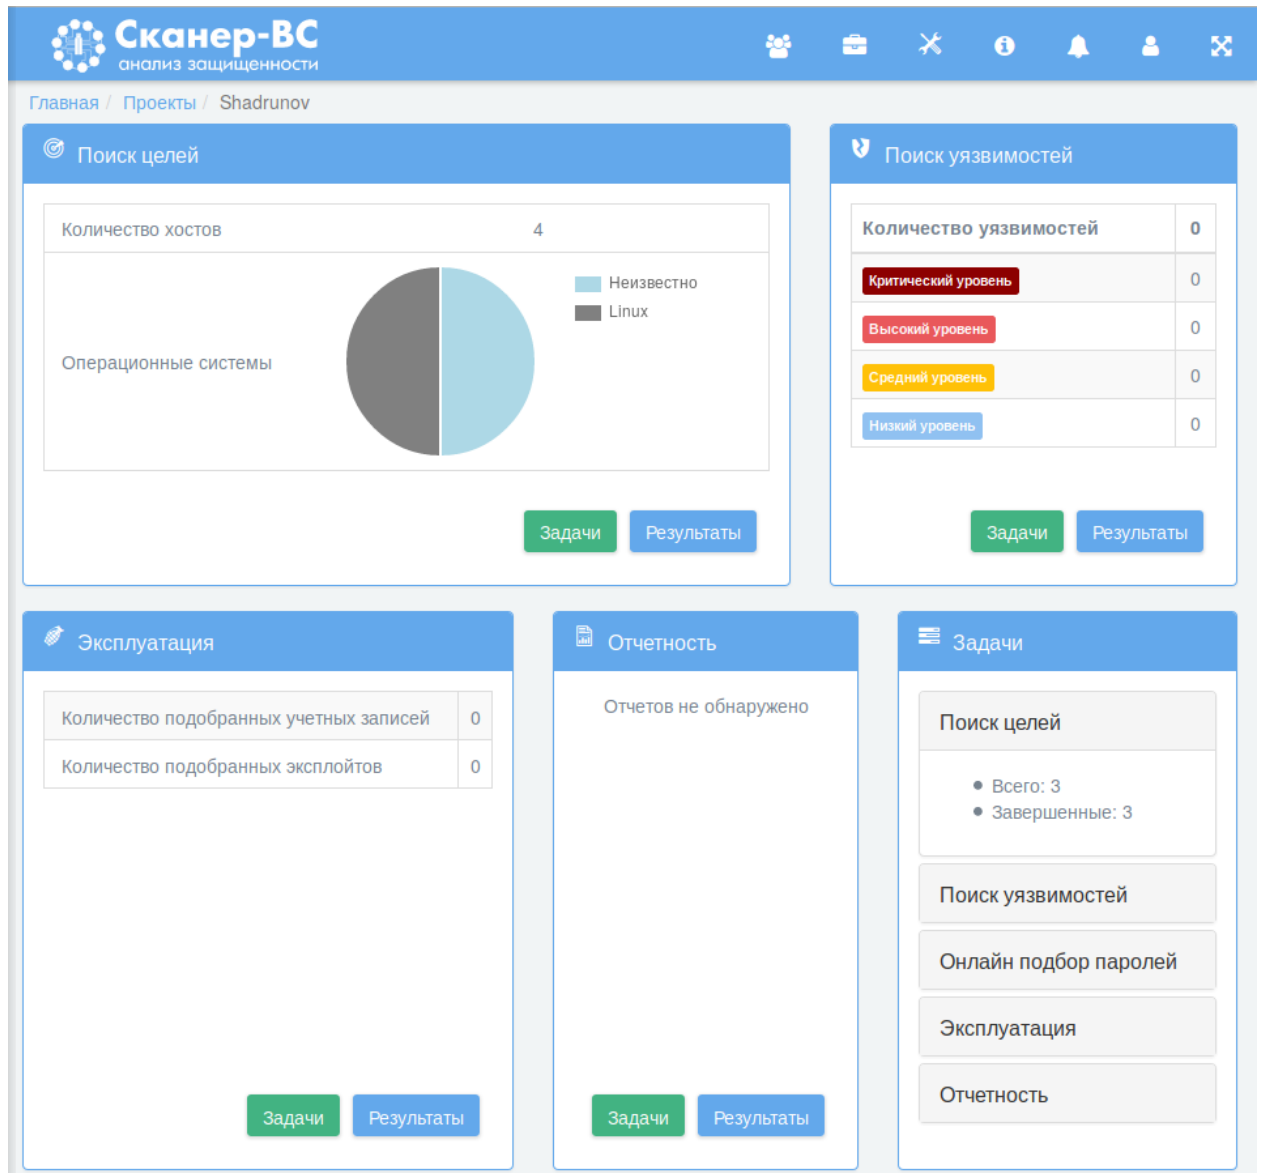 Сканер-ВС
анализ защищенности
Главная / Проекты / Shadrunov
Поиск целей
Количество хостов 4
Операционные системы
Неизвестно
Linux
Задачи Результаты
Поиск уязвимостей
Количество уязвимостей 0
Критический уровень 0
Высокий уровень 0
Средний уровень 0
Низкий уровень 0
Задачи Результаты
Эксплуатация
Количество подобранных учетных записей 0
Количество подобранных эксплойтов 0
Задачи Результаты
Отчетность
Отчетов не обнаружено
Задачи Результаты
Задачи
Поиск целей
Всего: 3
Завершенные: 3
Поиск уязвимостей
Онлайн подбор паролей
Эксплуатация
Отчетность